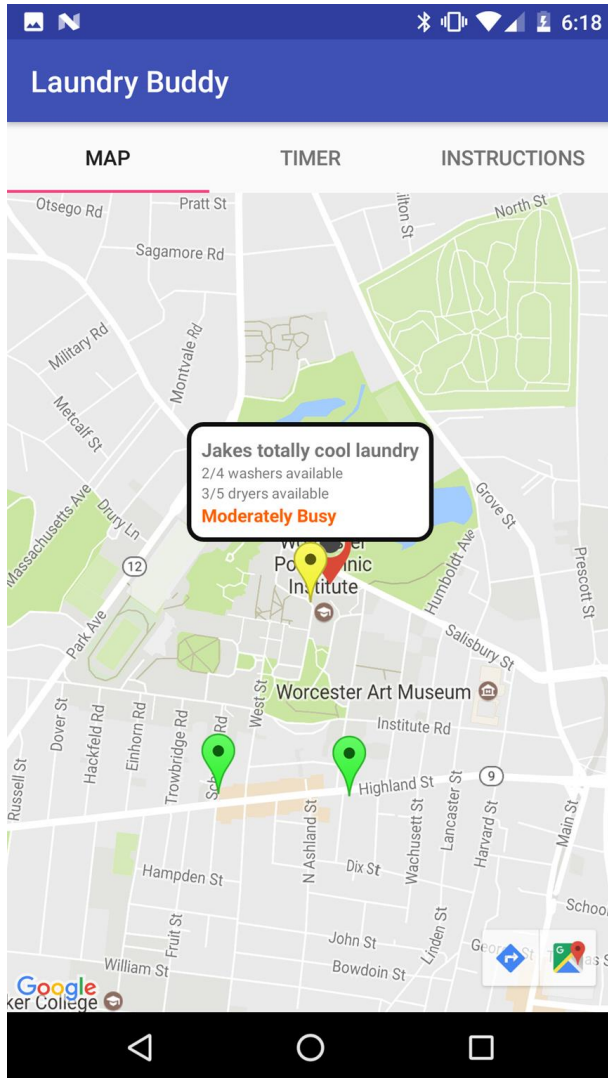 6:18
Laundry Buddy
MAP
TIMER
INSTRUCTIONS
Otsego Rd
Pratt St
North St
Sagamore Rd
Military Rd
Montvale Rd
Metcalf St
Jakes totally cool laundry
2/4 washers available
3/5 dryers available
Moderately Busy
Massachusetts Ave
Drury Ln
Grove St
12
Institute
Humboldt Ave
Prescott St
Park Ave
Salisbury St
Worcester Art Museum
West St
Institute Rd
Dover St
Hackfeld Rd
Einhorn Rd
Trowbridge Rd
Rd
Russell St
Highland St
9
N Ashland St
Wachusett St
Lancaster St
Harvard St
Main St
Hampden St
Dix St
Fruit St
John St
Linden St
William St
Bowdoin St
Google
College